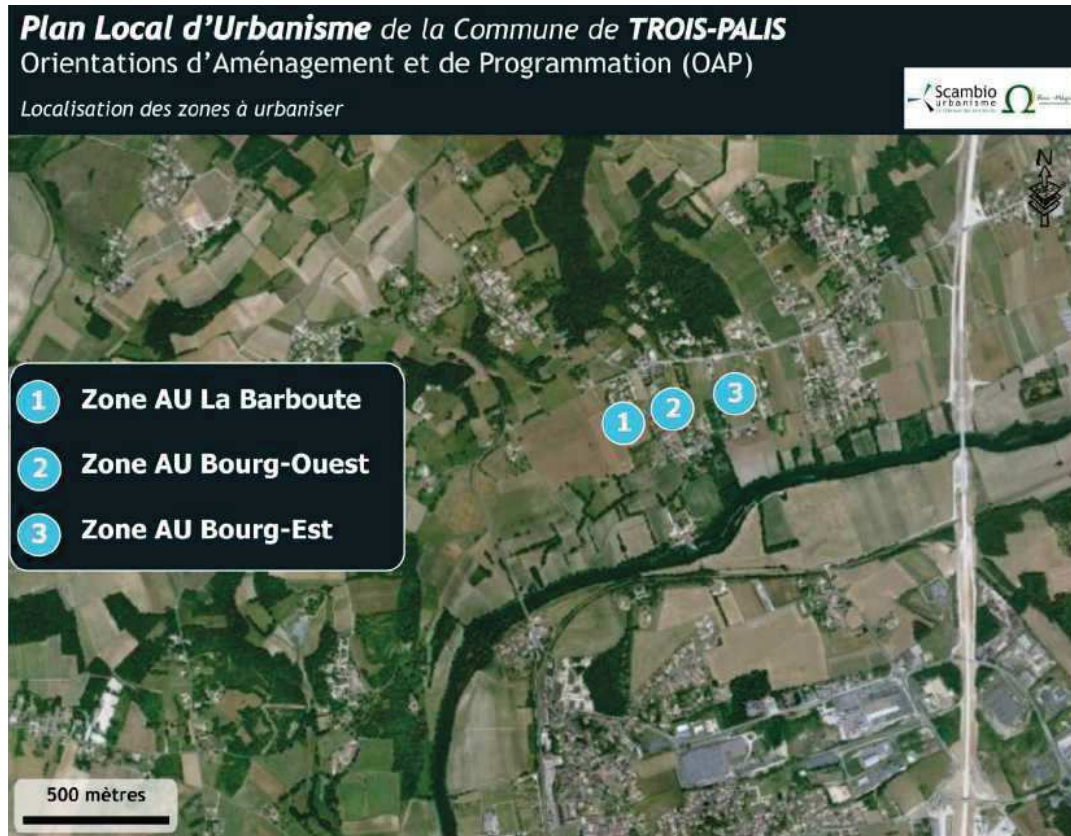 Plan Local d'Urbanisme de la Commune de TROIS-PALIS
Orientations d'Aménagement et de Programmation (OAP)
Localisation des zones à urbaniser
Scambio
urbanisme
N
1 Zone AU La Barboute
2 Zone AU Bourg-Ouest
3 Zone AU Bourg-Est
1
2
3
500 mètres